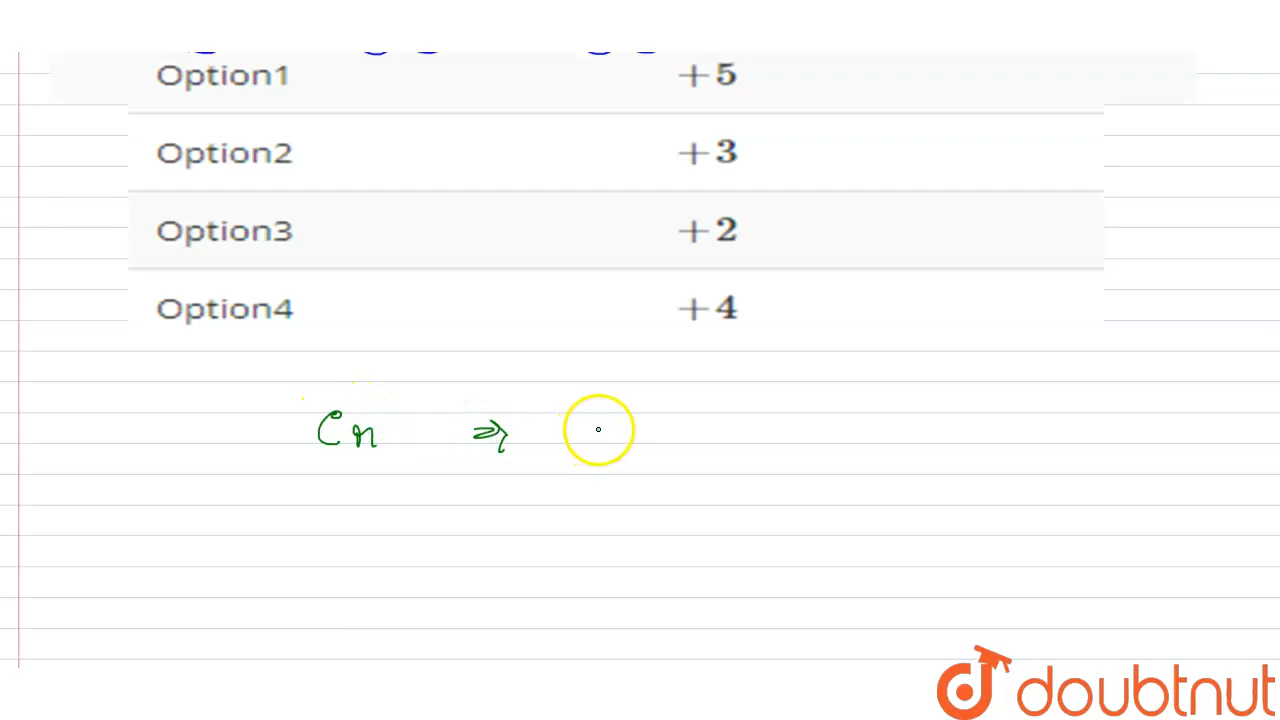 Option1 +5
Option2 +3
Option3 +2
Option4 +4
Cn ⇒
doubtnut